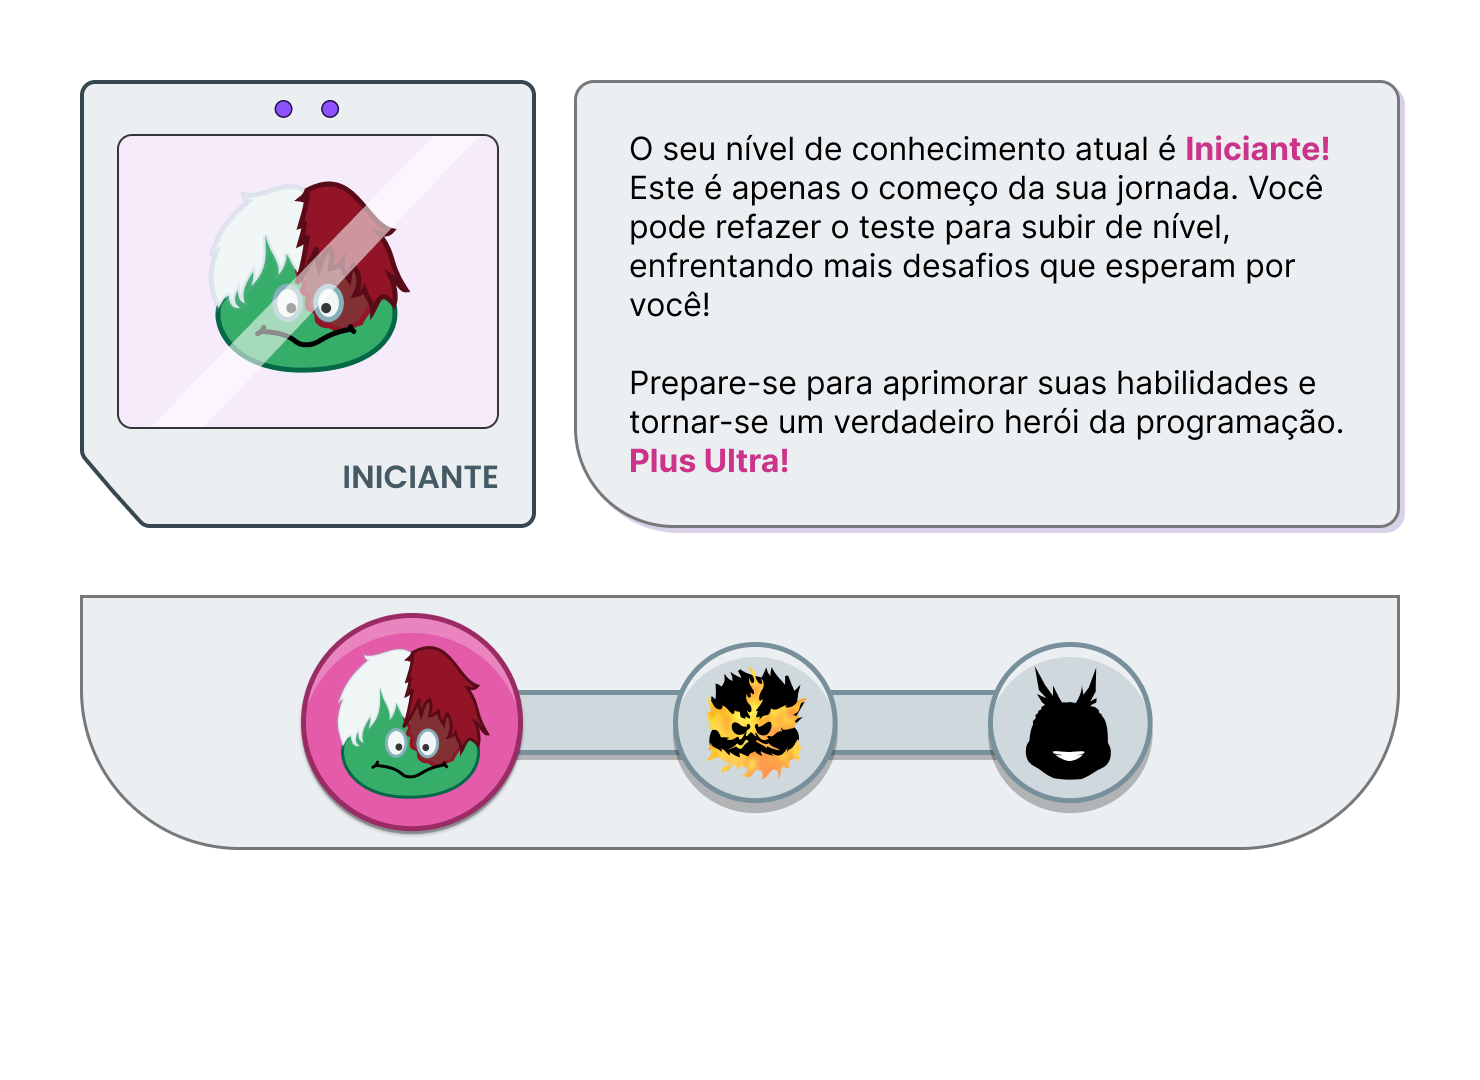 INICIANTE
O seu nível de conhecimento atual é Iniciante!
Este é apenas o começo da sua jornada. Você
pode refazer o teste para subir de nível,
enfrentando mais desafios que esperam por
você!
Prepare-se para aprimorar suas habilidades e
tornar-se um verdadeiro herói da programação.
Plus Ultra!